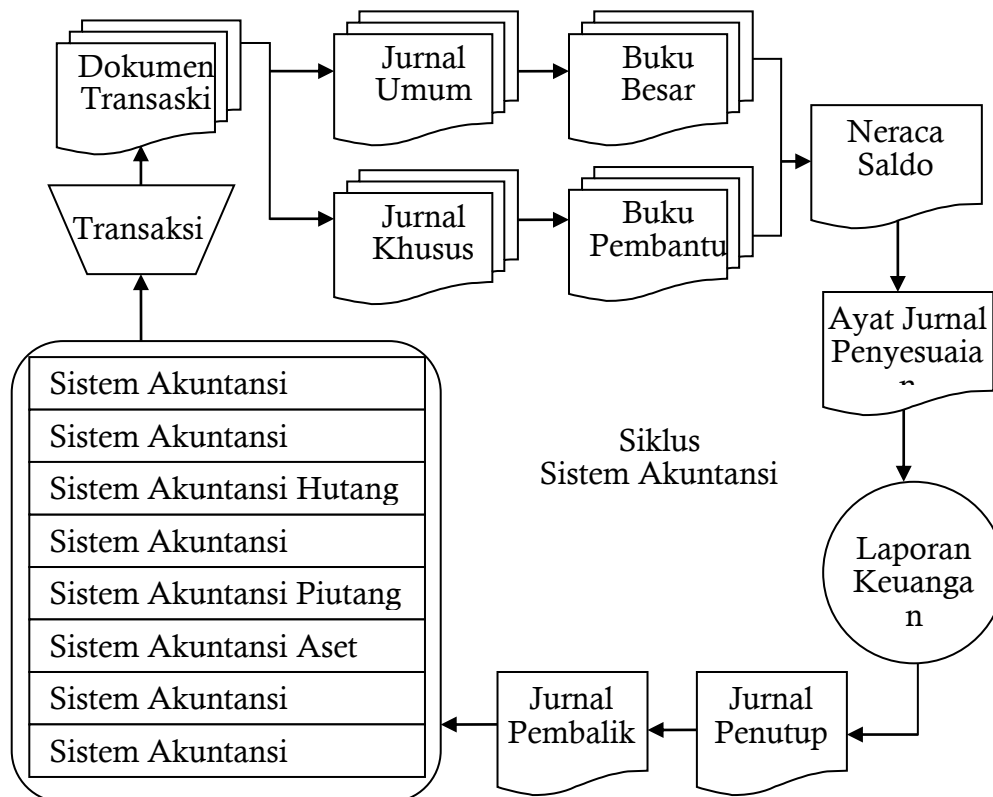 Dokumen
Transaski
Jurnal
Umum
Buku
Besar
Neraca
Saldo
Transaksi
Jurnal
Khusus
Buku
Pembantu
Ayat Jurnal
Penyesuaia
n
Sistem Akuntansi
Sistem Akuntansi
Sistem Akuntansi Hutang
Sistem Akuntansi
Sistem Akuntansi Piutang
Sistem Akuntansi Aset
Sistem Akuntansi
Sistem Akuntansi
Siklus
Sistem Akuntansi
Laporan
Keuanga
n
Jurnal
Pembalik
Jurnal
Penutup